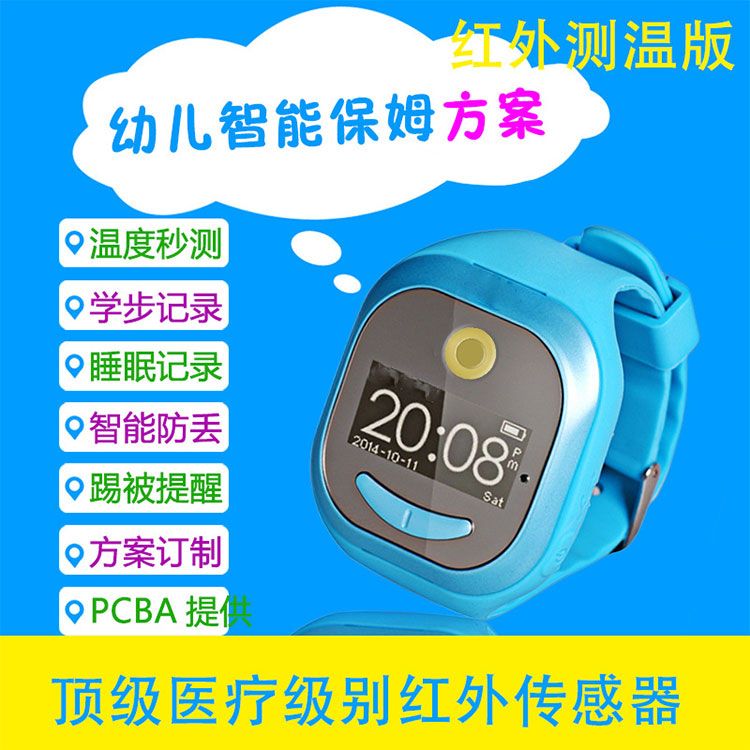 红外测温版
幼儿智能保姆方案
温度秒测
学步记录
睡眠记录
智能防丢
踢被提醒
方案订制
PCBA 提供
20:08 Pm
2014-10-11
Sat
顶级医疗级别红外传感器